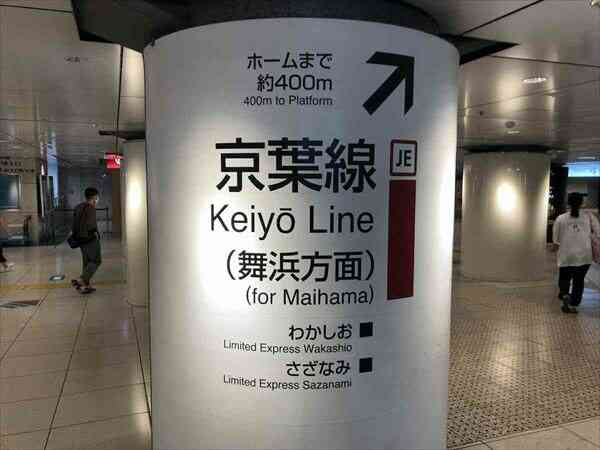 ホームまで
約400m
400m to Platform
京葉線
JE
Keiyō Line
(舞浜方面)
(for Maihama)
わかしお
Limited Express Wakashio
さざなみ
Limited Express Sazanami